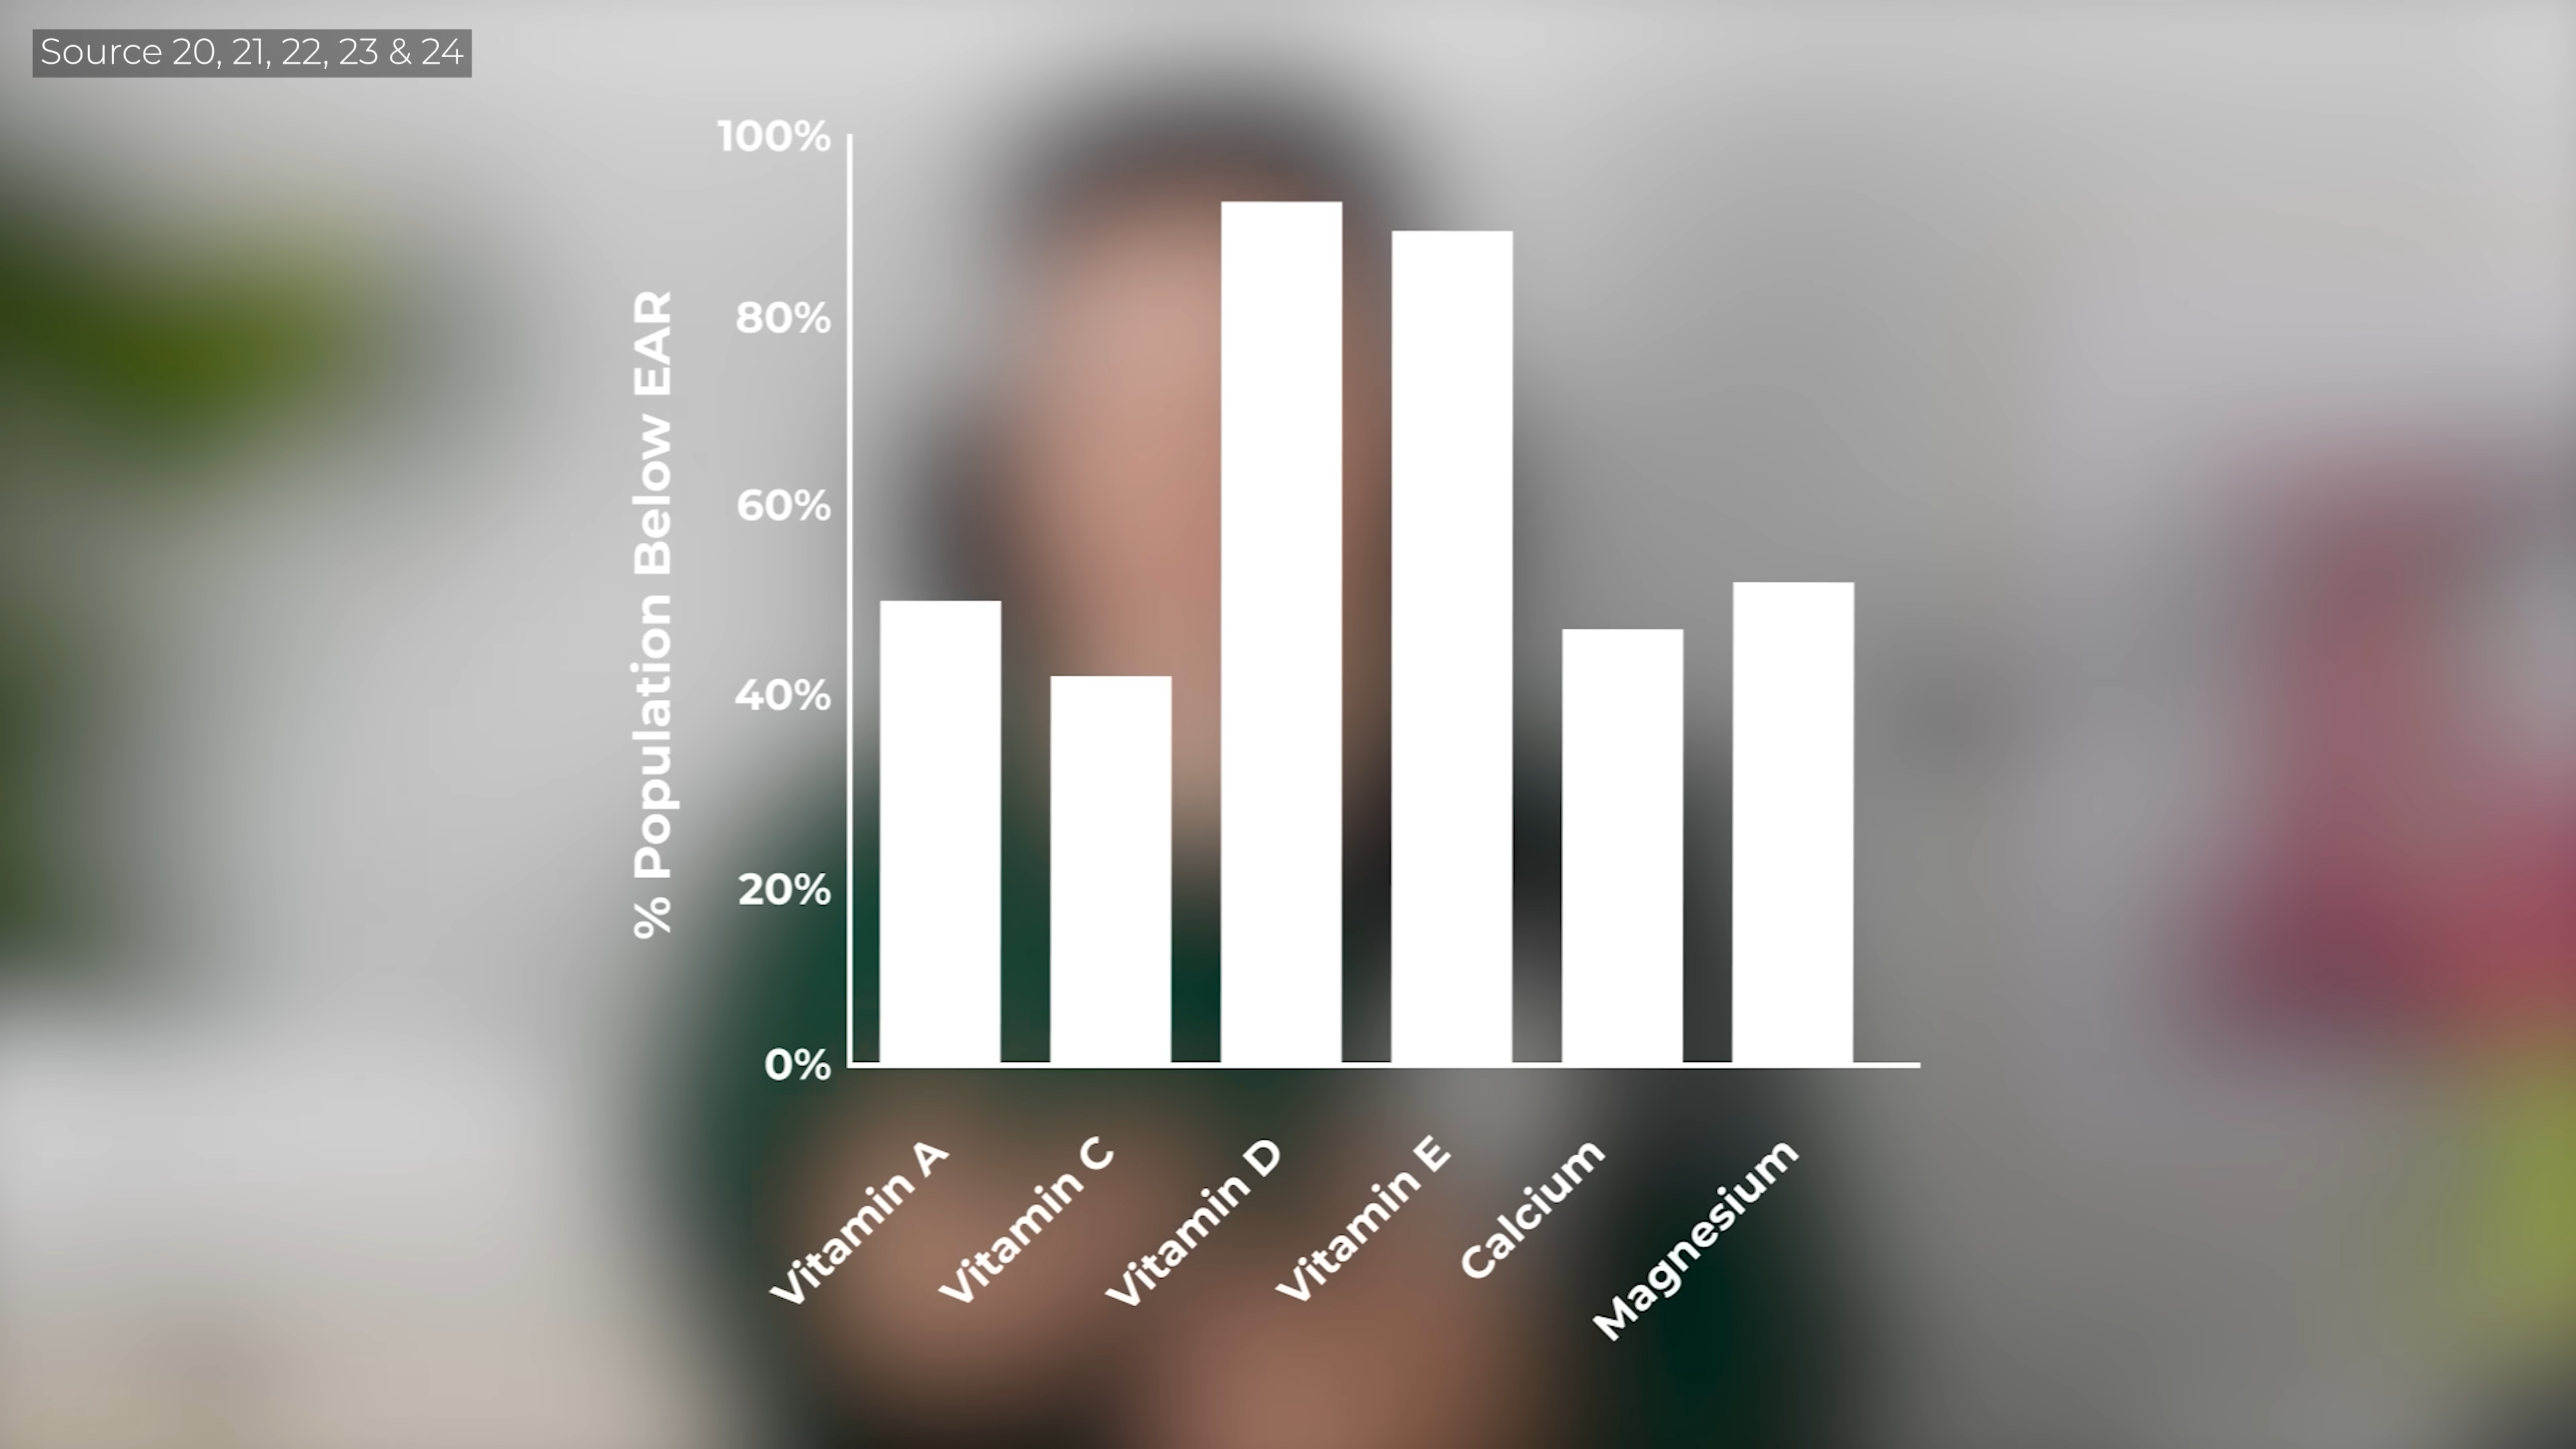 Source 20, 21, 22, 23 & 24
% Population Below EAR
100%
80%
60%
40%
20%
0%
Vitamin A
Vitamin C
Vitamin D
Vitamin E
Calcium
Magnesium